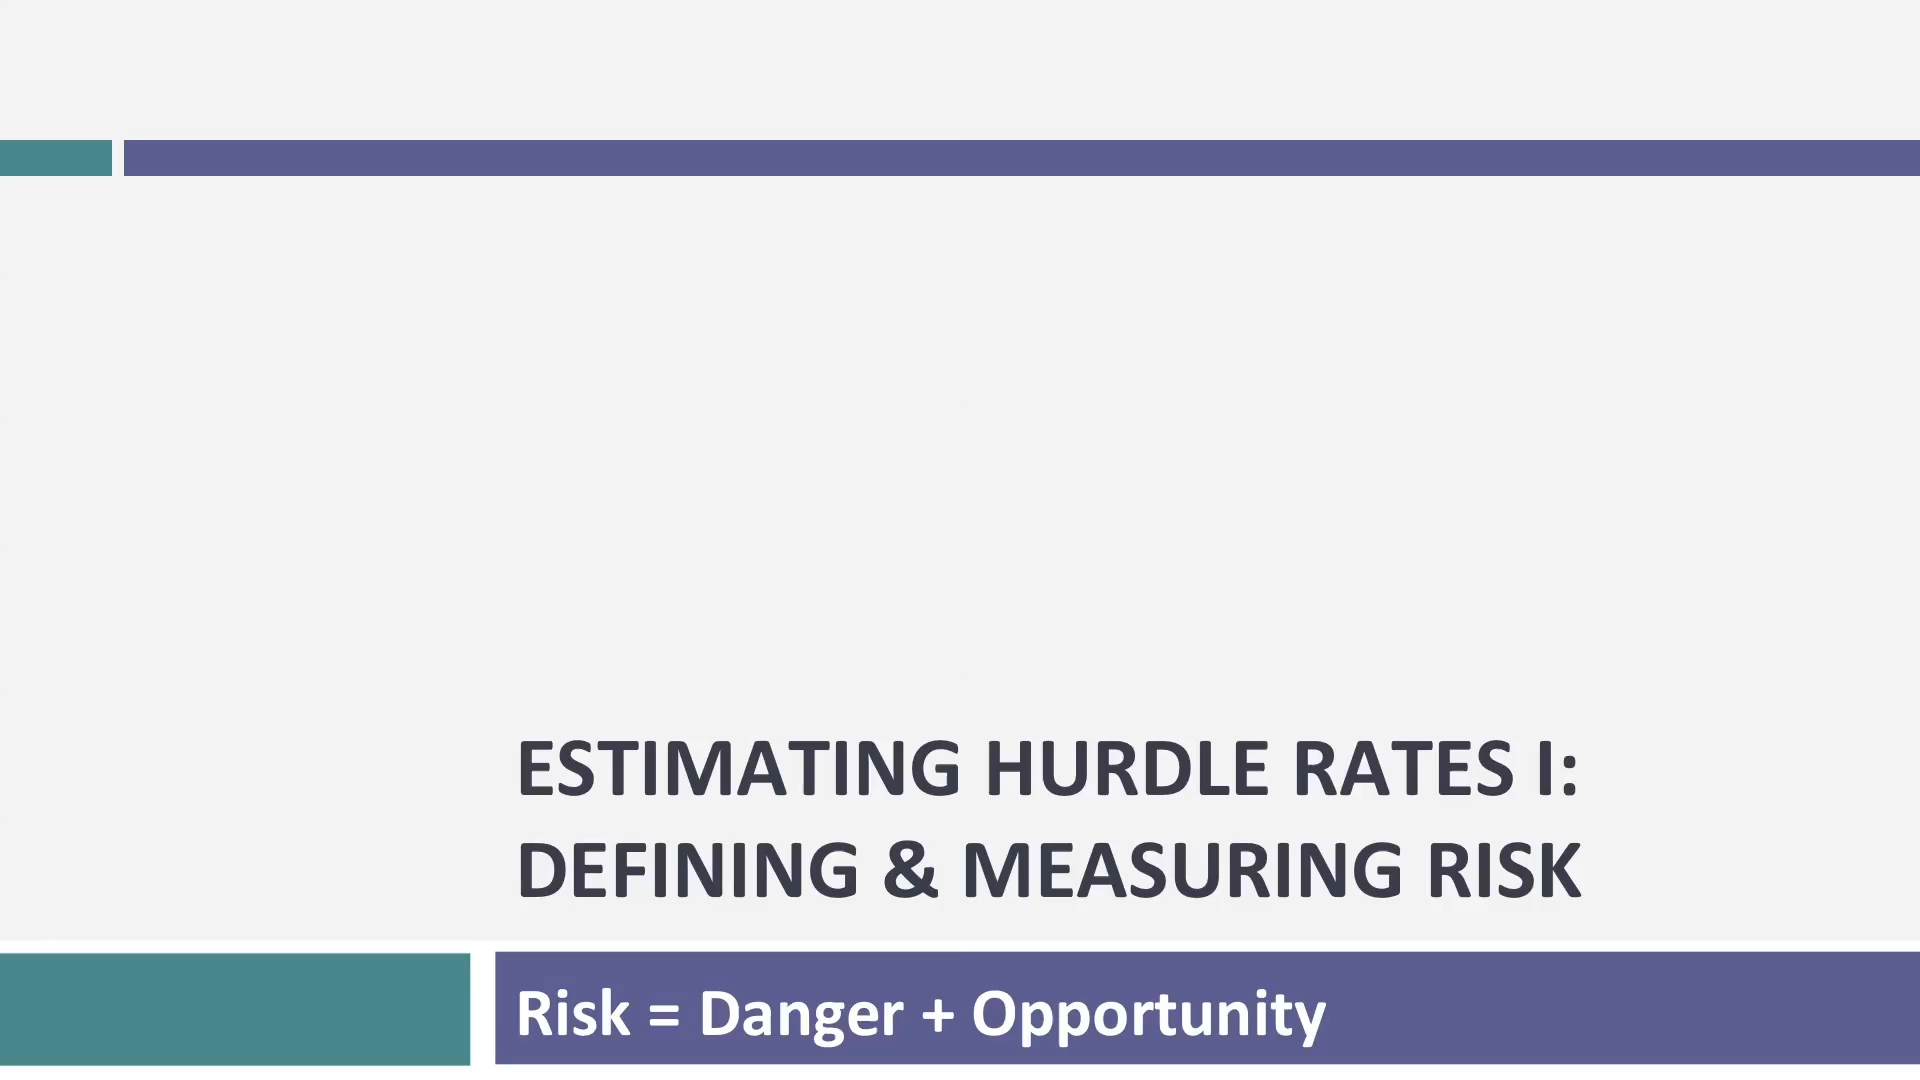 ESTIMATING HURDLE RATES I:
DEFINING & MEASURING RISK
Risk = Danger + Opportunity